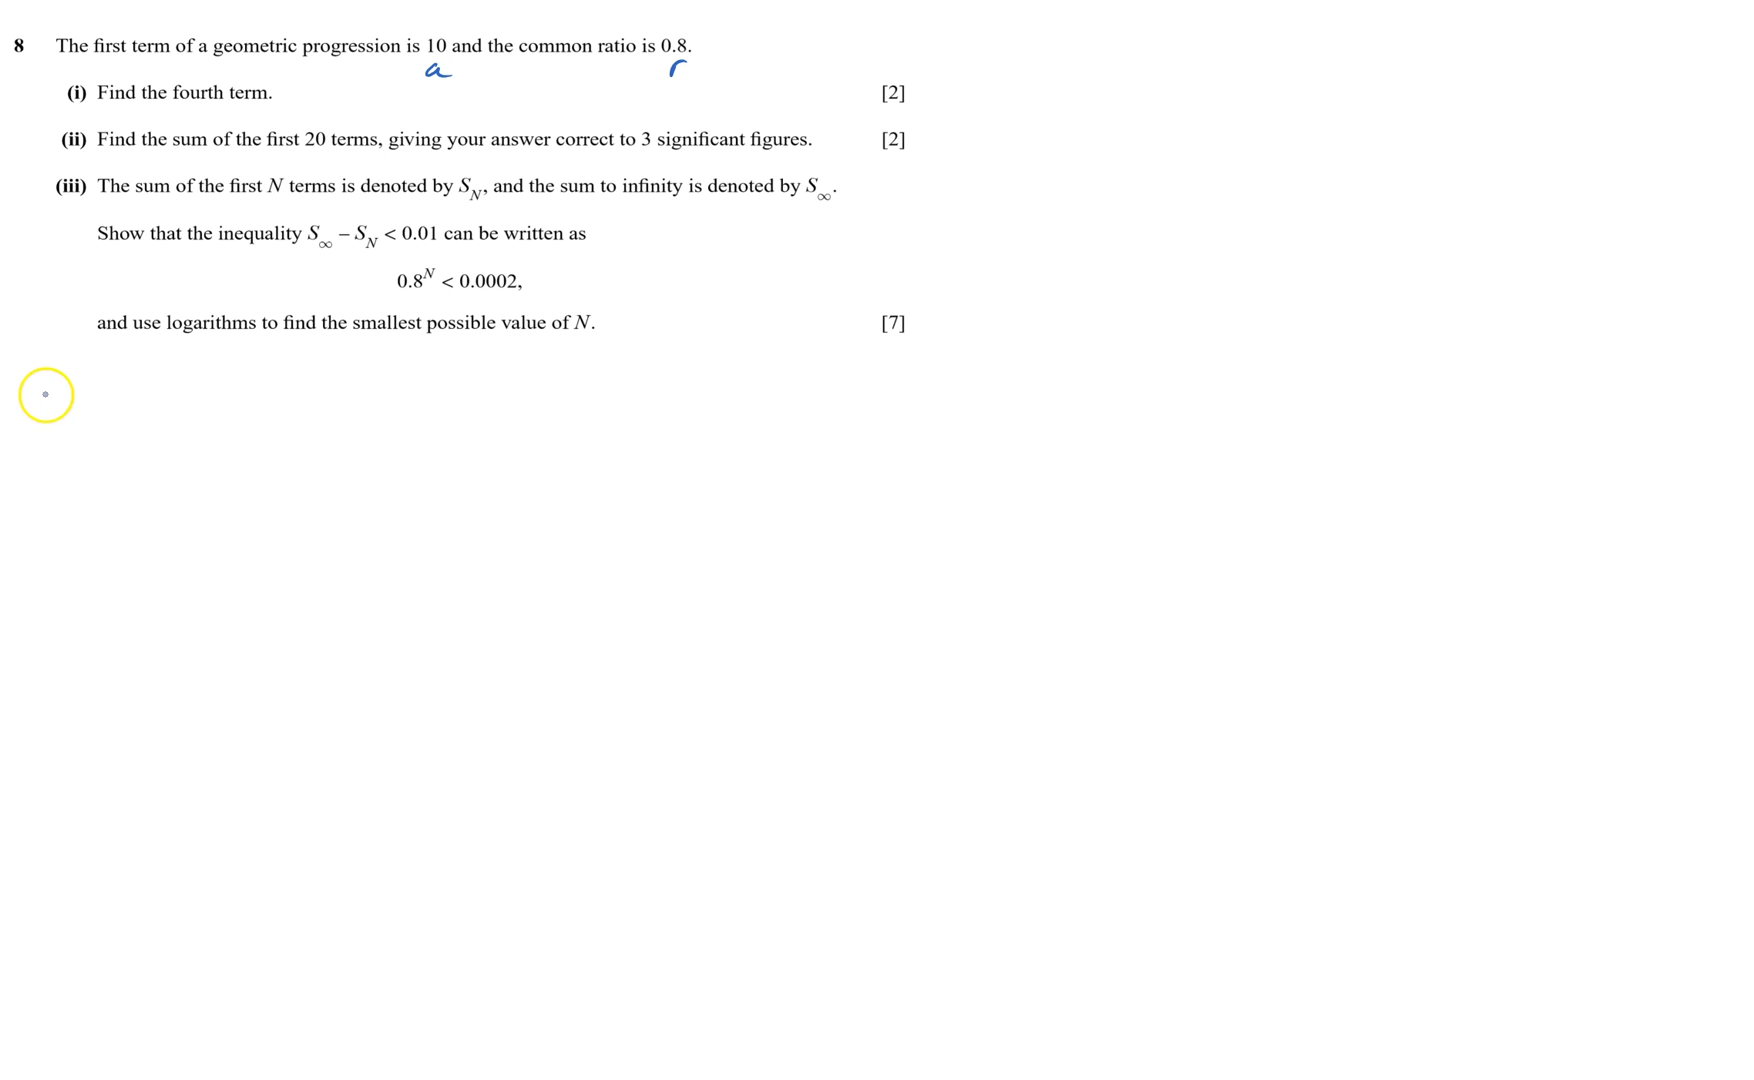 8 The first term of a geometric progression is 10 and the common ratio is 0.8.
a r
(i) Find the fourth term. [2]
(ii) Find the sum of the first 20 terms, giving your answer correct to 3 significant figures. [2]
(iii) The sum of the first N terms is denoted by S_N, and the sum to infinity is denoted by S_∞.
Show that the inequality S_∞ – S_N < 0.01 can be written as
0.8^N < 0.0002,
and use logarithms to find the smallest possible value of N. [7]